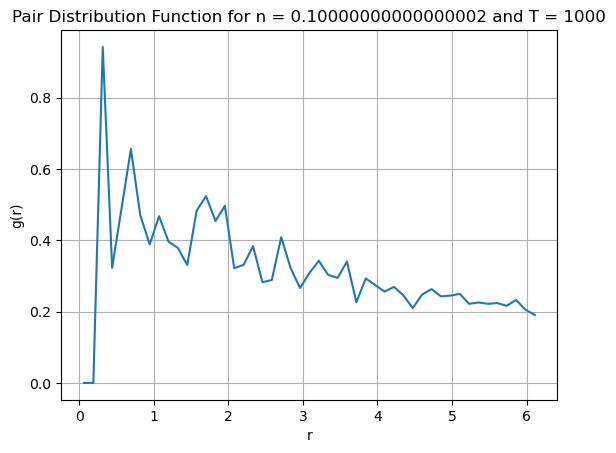 Pair Distribution Function for n = 0.10000000000000002 and T = 1000
g(r)
0.8
0.6
0.4
0.2
0.0
0 1 2 3 4 5 6
r